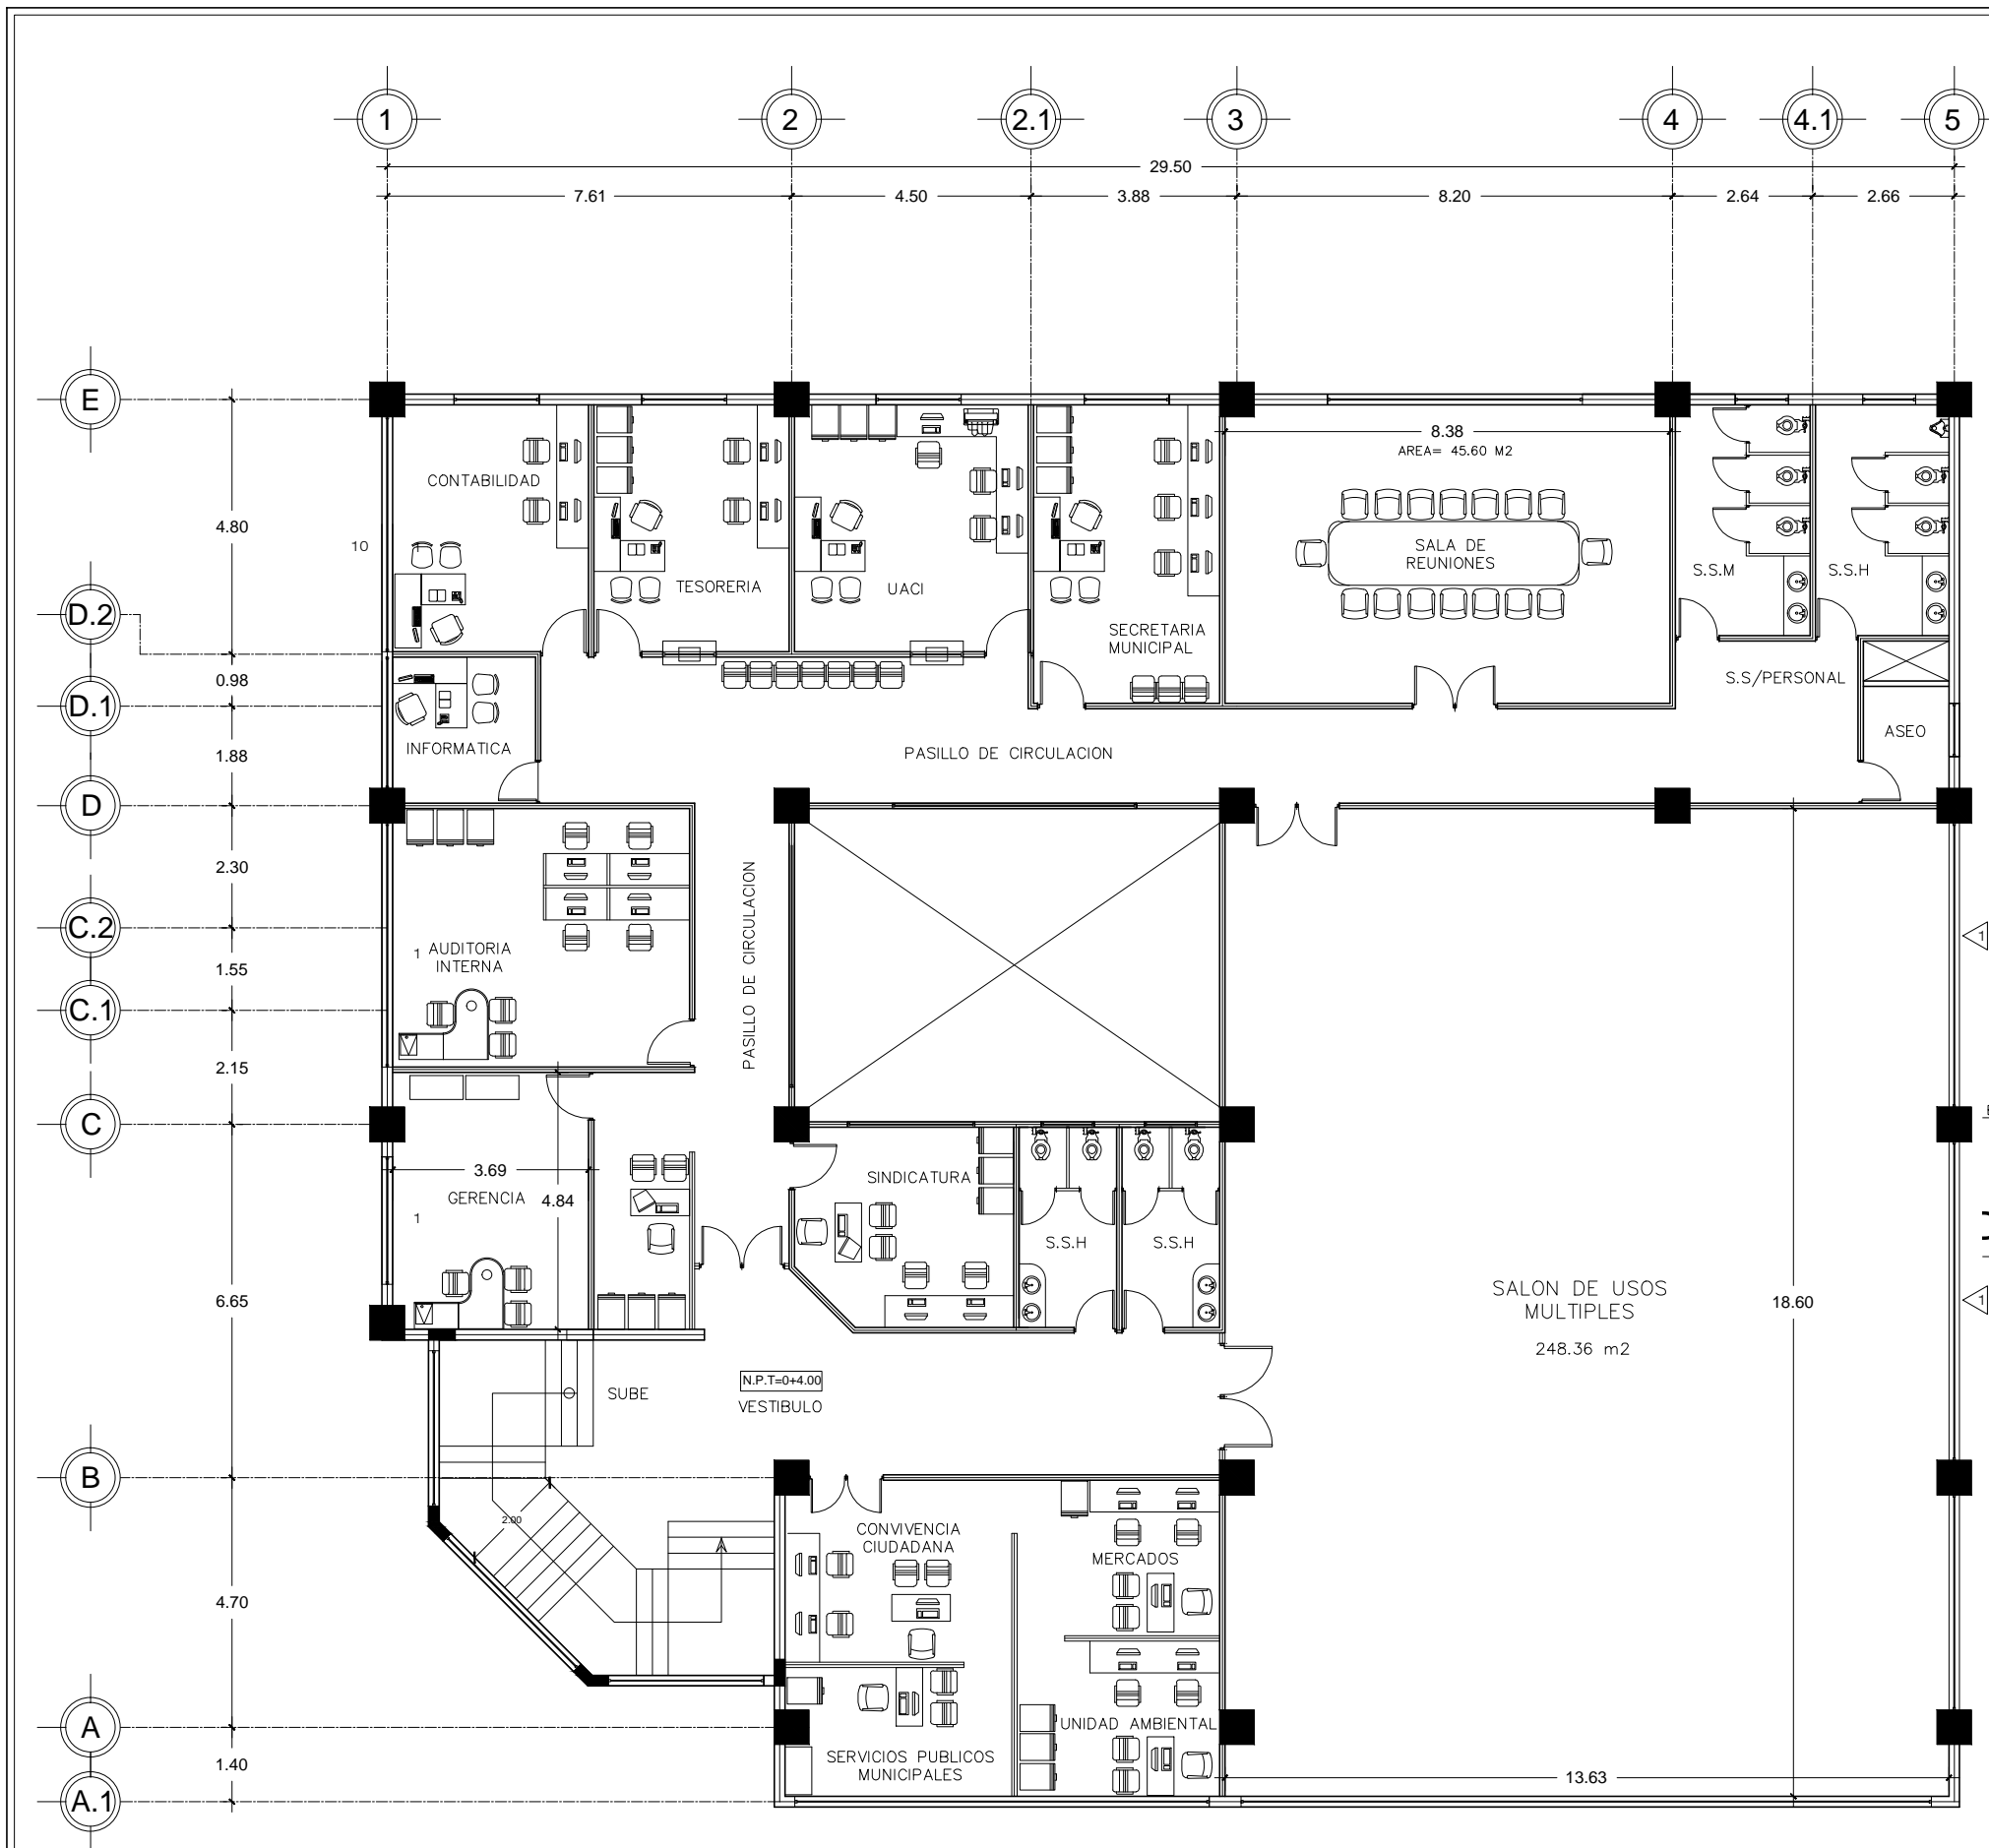 1
2
2.1
3
4
4.1
5
29.50
7.61
4.50
3.88
8.20
2.64
2.66
E
D.2
D.1
D
C.2
C.1
C
B
A
A.1
4.80
0.98
1.88
2.30
1.55
2.15
6.65
4.70
1.40
10
CONTABILIDAD
TESORERIA
UACI
SECRETARIA
MUNICIPAL
8.38
AREA= 45.60 M2
SALA DE
REUNIONES
S.S.M
S.S.H
S.S/PERSONAL
ASEO
INFORMATICA
PASILLO DE CIRCULACION
PASILLO DE CIRCULACION
1
AUDITORIA
INTERNA
3.69
GERENCIA
4.84
1
SINDICATURA
S.S.H
S.S.H
SALON DE USOS
MULTIPLES
248.36 m2
18.60
1
1
SUBE
N.P.T=0+4.00
VESTIBULO
2.00
CONVIVENCIA
CIUDADANA
MERCADOS
UNIDAD AMBIENTAL
SERVICIOS PUBLICOS
MUNICIPALES
13.63